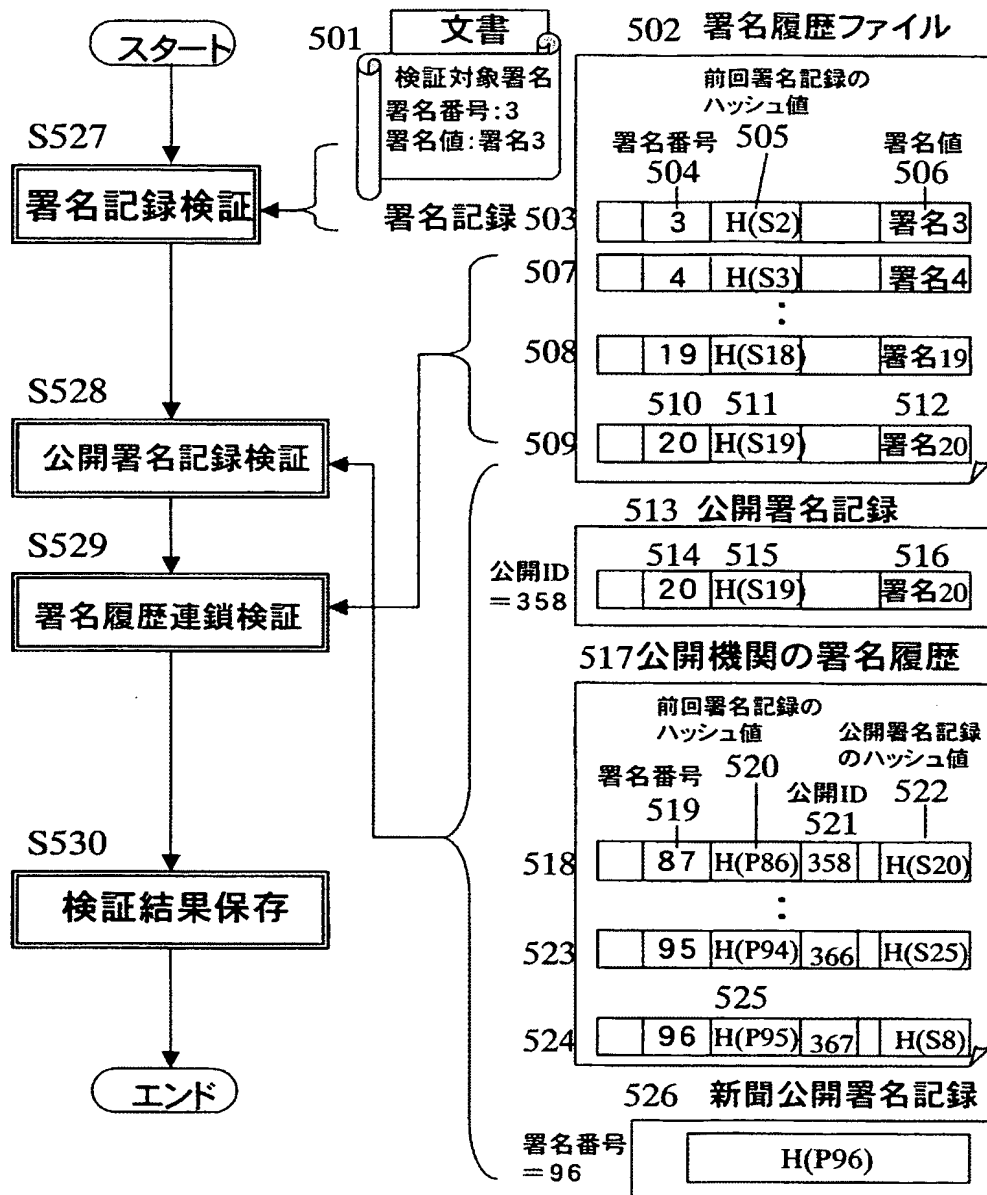 スタート
S527
署名記録検証
S528
公開署名記録検証
S529
署名履歴連鎖検証
S530
検証結果保存
エンド
501
文書
検証対象署名
署名番号:3
署名値:署名3
502 署名履歴ファイル
前回署名記録の
ハッシュ値
署名番号 505 署名値
504 506
署名記録 503 3 H(S2) 署名3
507 4 H(S3) 署名4
:
508 19 H(S18) 署名19
510 511 512
509 20 H(S19) 署名20
513 公開署名記録
514 515 516
公開ID
=358
20 H(S19) 署名20
517公開機関の署名履歴
前回署名記録の
ハッシュ値
公開署名記録
のハッシュ値
署名番号 520 公開ID 522
519 521
518 87 H(P86) 358 H(S20)
:
523 95 H(P94) 366 H(S25)
525
524 96 H(P95) 367 H(S8)
526 新聞公開署名記録
署名番号
=96
H(P96)